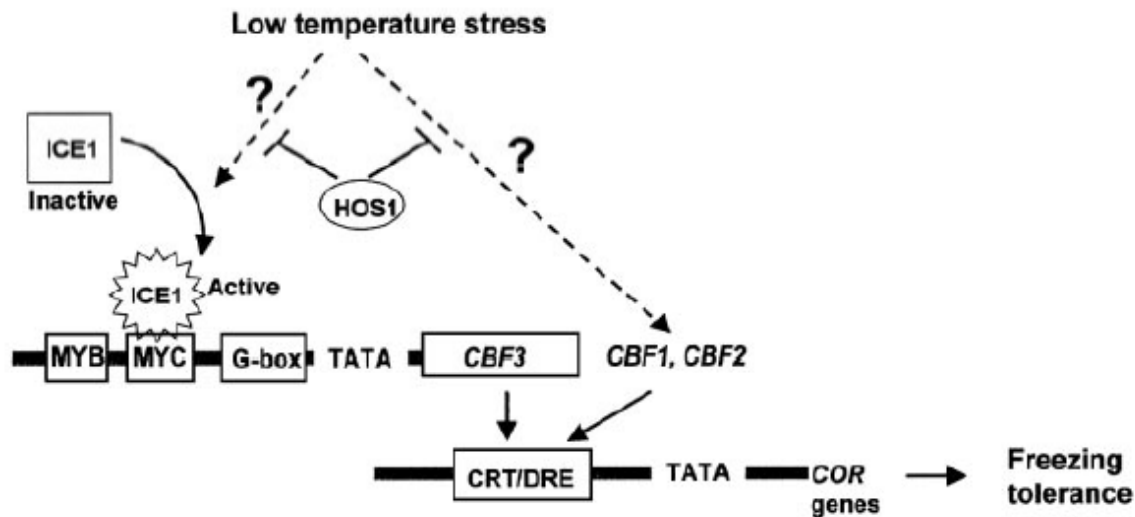 Low temperature stress
?
ICE1
?
Inactive
HOS1
ICE1
Active
MYB
MYC
G-box
TATA
CBF3
CBF1, CBF2
CRT/DRE
TATA
COR
genes
Freezing
tolerance